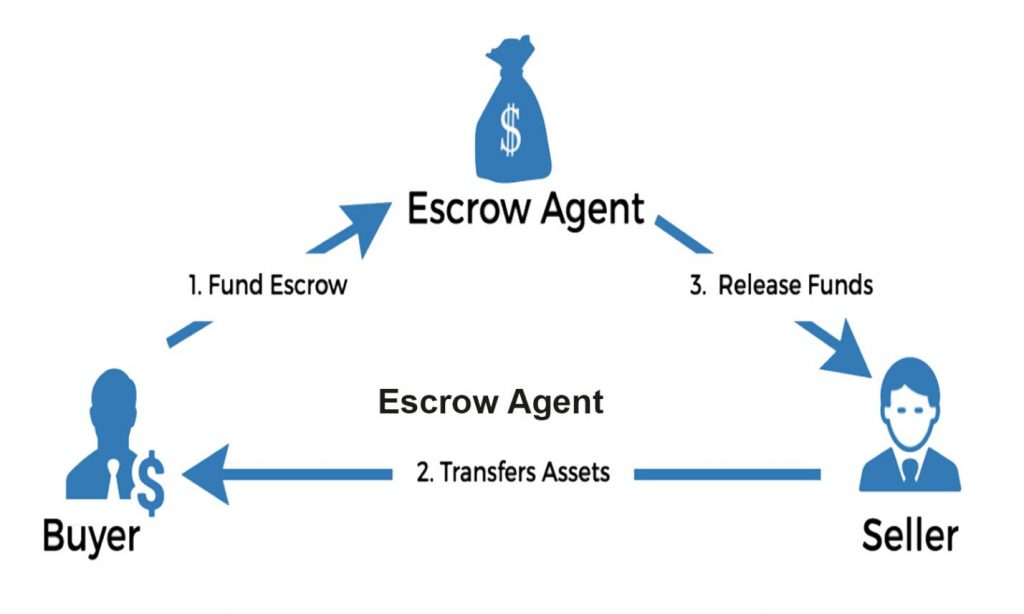 $
Escrow Agent
1. Fund Escrow
3. Release Funds
Escrow Agent
2. Transfers Assets
$
Buyer
Seller